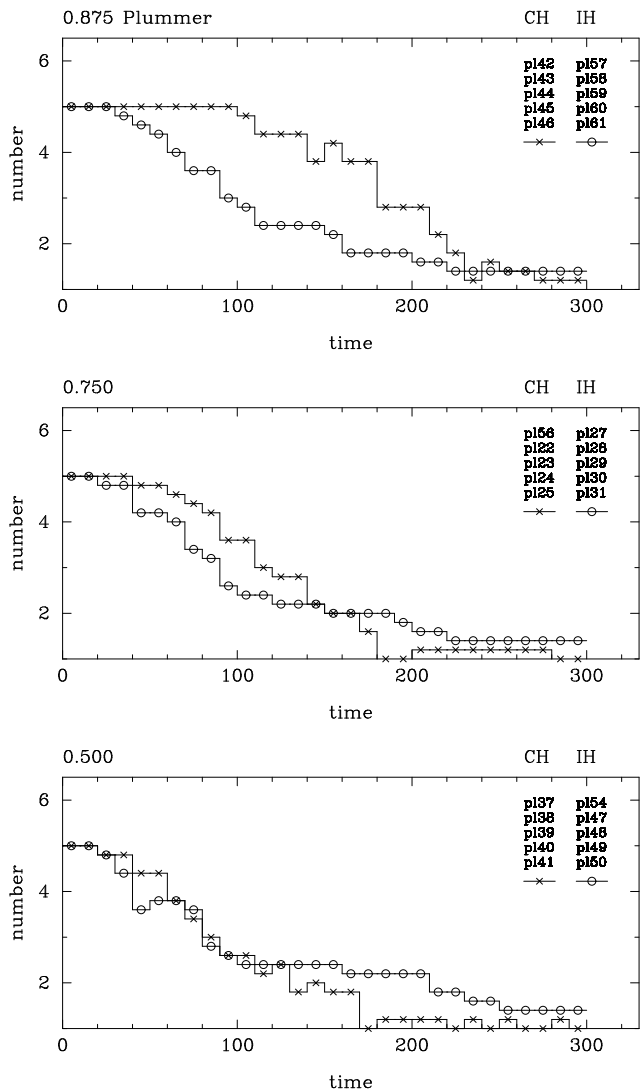 0.875 Plummer CH IH
6
pl42 pl57
pl43 pl58
pl44 pl59
pl45 pl60
pl46 pl61
4
number
2
0 100 200 300
time
0.750 CH IH
6
pl56 pl27
pl22 pl28
pl23 pl29
pl24 pl30
pl25 pl31
4
number
2
0 100 200 300
time
0.500 CH IH
6
pl37 pl54
pl38 pl47
pl39 pl48
pl40 pl49
pl41 pl50
4
number
2
0 100 200 300
time